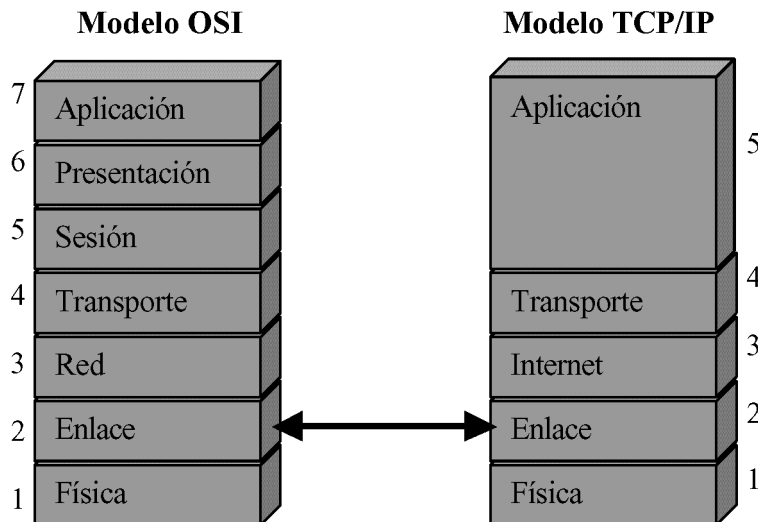 Modelo OSI
7 Aplicación
6 Presentación
5 Sesión
4 Transporte
3 Red
2 Enlace
1 Física
Modelo TCP/IP
Aplicación 5
Transporte 4
Internet 3
Enlace 2
Física 1